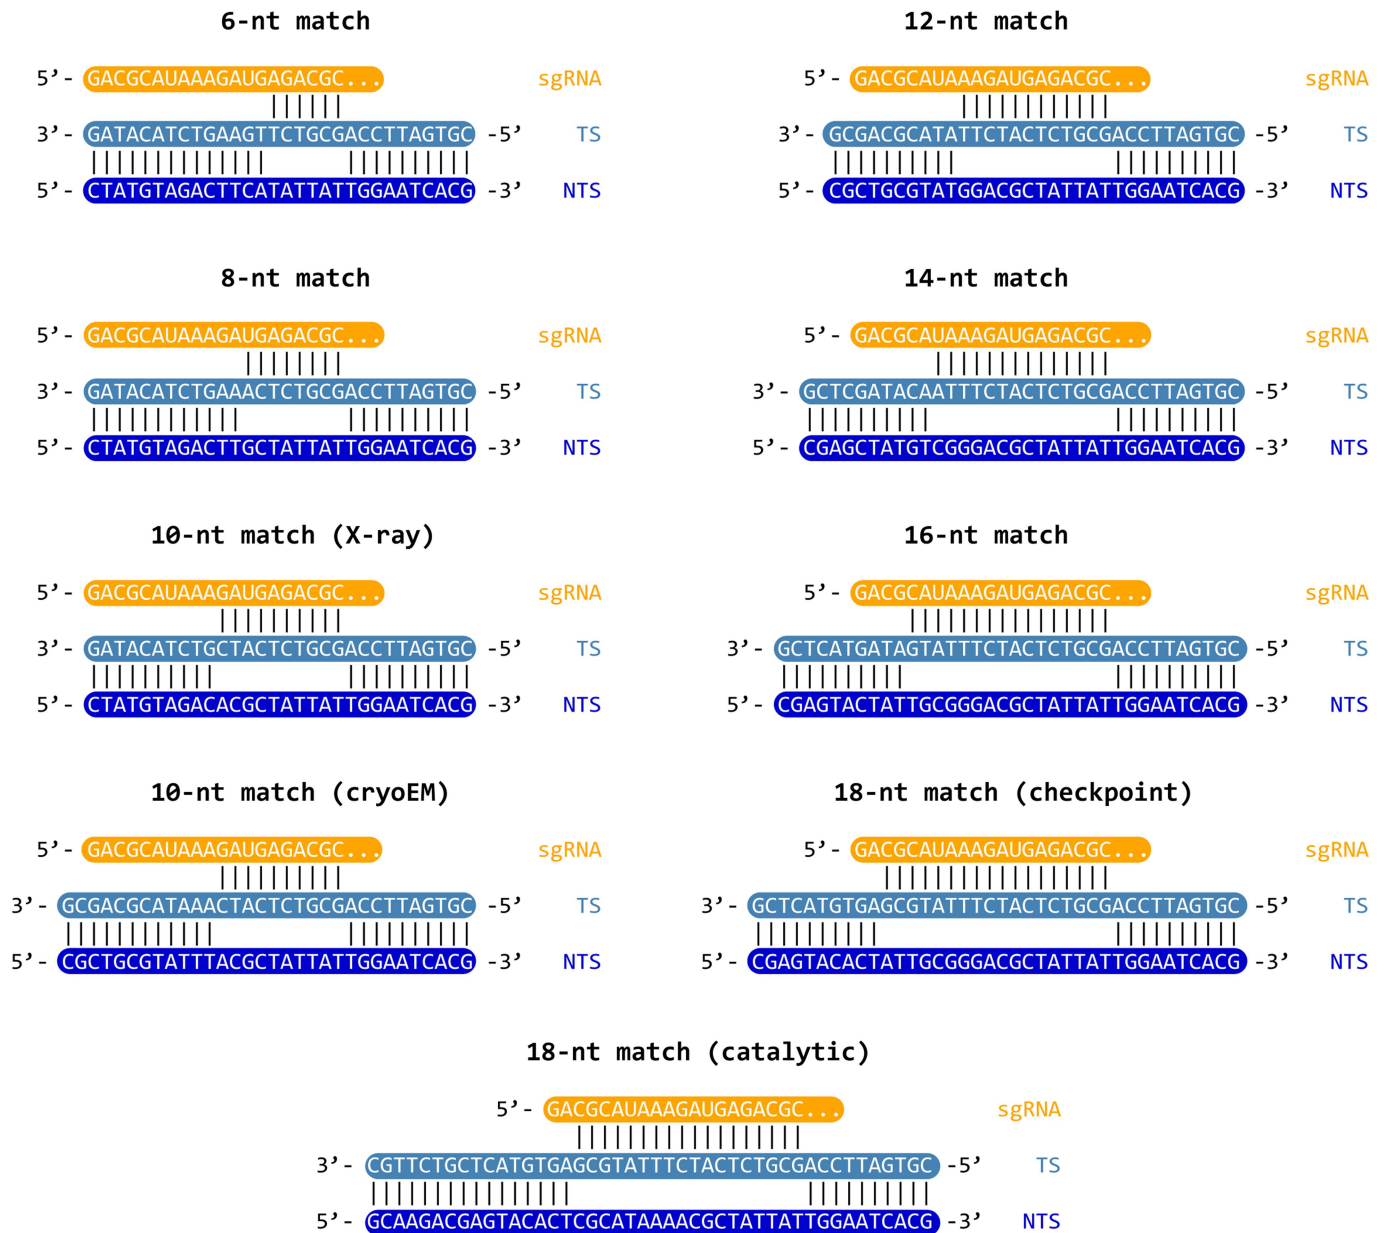 6-nt match
5’- GACGCAUAAAGAUGAGACGC... sgRNA
3’- GATACATCTGAAGTTCTGCGACCTTAGTGC -5’ TS
5’- CTATGTAGACTTCATATTATTGGAATCACG -3’ NTS
12-nt match
5’- GACGCAUAAAGAUGAGACGC... sgRNA
3’- GCGACGCATATTCTACTCTGCGACCTTAGTGC -5’ TS
5’- CGCTGCGTATGGACGCTATTATTGGAATCACG -3’ NTS
8-nt match
5’- GACGCAUAAAGAUGAGACGC... sgRNA
3’- GATACATCTGAAACTCTGCGACCTTAGTGC -5’ TS
5’- CTATGTAGACTTGCTATTATTGGAATCACG -3’ NTS
14-nt match
5’- GACGCAUAAAGAUGAGACGC... sgRNA
3’- GCTCGATACAATTTCTACTCTGCGACCTTAGTGC -5’ TS
5’- CGAGCTATGTCGGGACGCTATTATTGGAATCACG -3’ NTS
10-nt match (X-ray)
5’- GACGCAUAAAGAUGAGACGC... sgRNA
3’- GATACATCTGCTACTCTGCGACCTTAGTGC -5’ TS
5’- CTATGTAGACACGCTATTATTGGAATCACG -3’ NTS
16-nt match
5’- GACGCAUAAAGAUGAGACGC... sgRNA
3’- GCTCATGATAGTATTTCTACTCTGCGACCTTAGTGC -5’ TS
5’- CGAGTACTATTGCGGGACGCTATTATTGGAATCACG -3’ NTS
10-nt match (cryoEM)
5’- GACGCAUAAAGAUGAGACGC... sgRNA
3’- GCGACGCATAAACTACTCTGCGACCTTAGTGC -5’ TS
5’- CGCTGCGTATTTACGCTATTATTGGAATCACG -3’ NTS
18-nt match (checkpoint)
5’- GACGCAUAAAGAUGAGACGC... sgRNA
3’- GCTCATGTGAGCGTATTTCTACTCTGCGACCTTAGTGC -5’ TS
5’- CGAGTACACTATTGCGGGACGCTATTATTGGAATCACG -3’ NTS
18-nt match (catalytic)
5’- GACGCAUAAAGAUGAGACGC... sgRNA
3’- CGTTCTGCTCATGTGAGCGTATTTCTACTCTGCGACCTTAGTGC -5’ TS
5’- GCAAGACGAGTACACTCGCATAAAACGCTATTATTGGAATCACG -3’ NTS